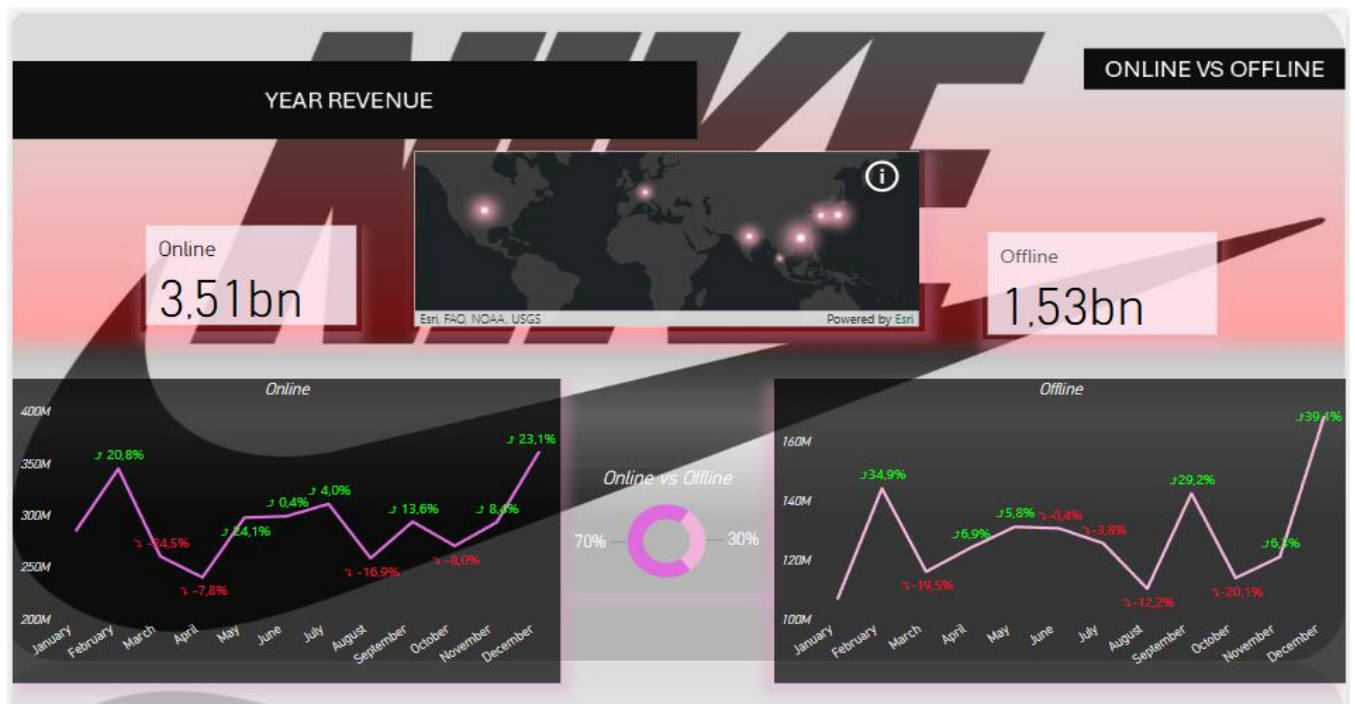 NIKE
YEAR REVENUE
ONLINE VS OFFLINE
i
Online
3,51bn
Esri, FAO, NOAA, USGS
Powered by Esri
Offline
1,53bn
Online
400M
350M
300M
250M
200M
20,8%
-24,5%
-7,8%
24,1%
0,4%
4,0%
-16,9%
13,6%
-8,0%
8,4%
23,1%
January
February
March
April
May
June
July
August
September
October
November
December
Online vs Offline
70%
30%
Offline
160M
140M
120M
100M
34,9%
-19,5%
6,9%
5,8%
-0,4%
-3,8%
-12,2%
29,2%
-20,1%
6,3%
39,1%
January
February
March
April
May
June
July
August
September
October
November
December